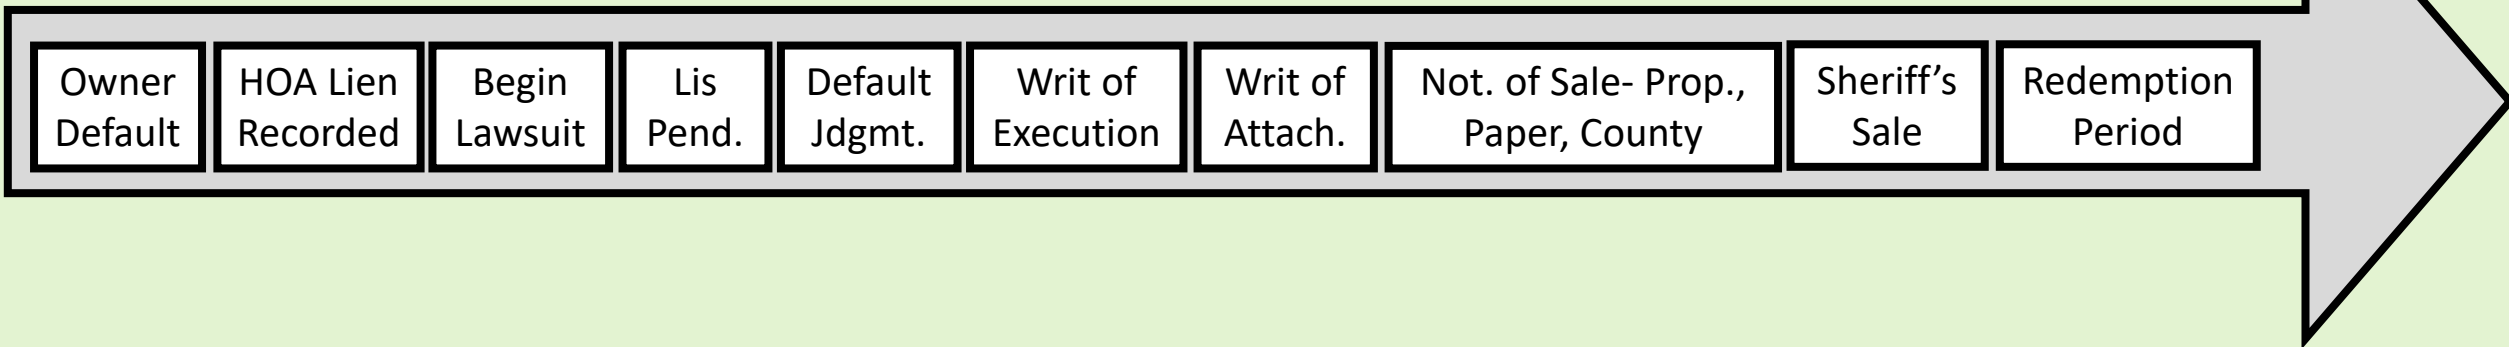 Owner
Default
HOA Lien
Recorded
Begin
Lawsuit
Lis
Pend.
Default
Jdgmt.
Writ of
Execution
Writ of
Attach.
Not. of Sale- Prop.,
Paper, County
Sheriff’s
Sale
Redemption
Period